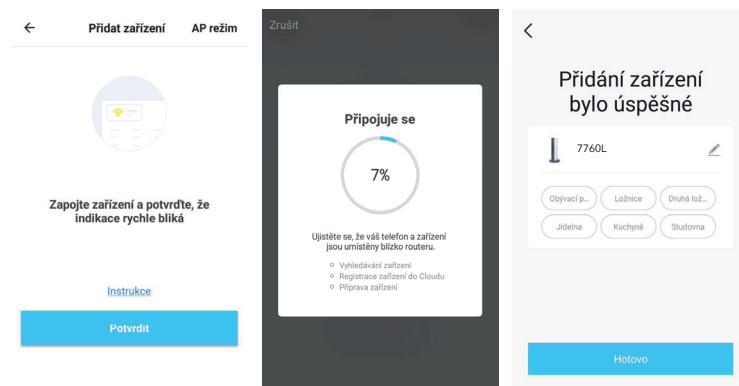 Přidat zařízení
AP režim
Zapojte zařízení a potvrďte, že
indikace rychle bliká
Instrukce
Potvrdit
Zrušit
Připojuje se
7%
Ujistěte se, že váš telefon a zařízení
jsou umístěny blízko routeru.
Vyhledávání zařízení
Registrace zařízení do Cloudu
Příprava zařízení
Přidání zařízení
bylo úspěšné
7760L
Obývací p...
Ložnice
Druhá lož...
Jídelna
Kuchyně
Studovna
Hotovo